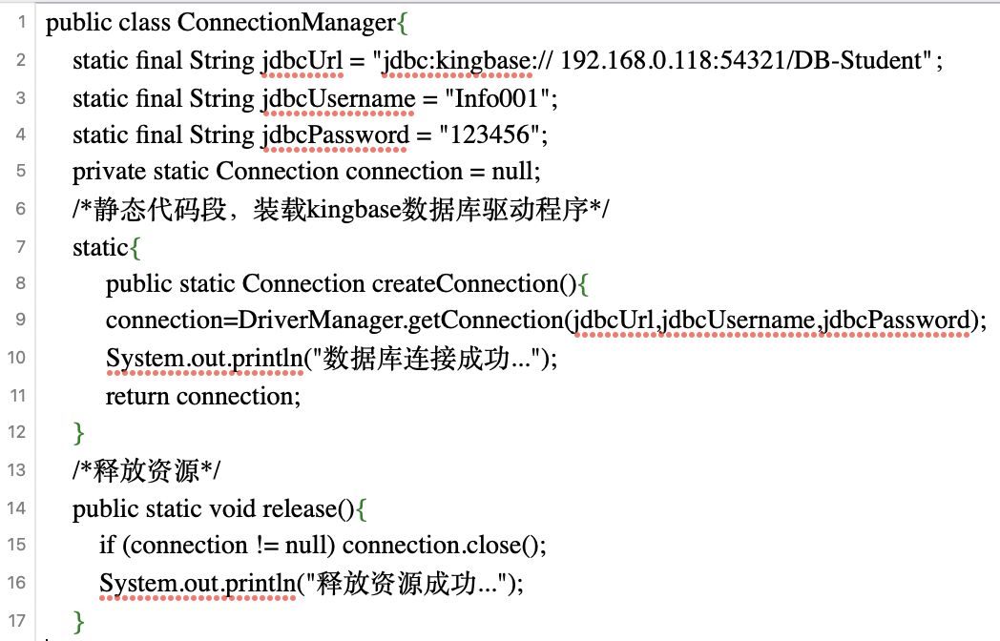 1 public class ConnectionManager{
2 static final String jdbcUrl = "jdbc:kingbase:// 192.168.0.118:54321/DB-Student" ;
3 static final String jdbcUsername = "Info001";
4 static final String jdbcPassword = "123456";
5 private static Connection connection = null;
6 /*静态代码段，装载kingbase数据库驱动程序*/
7 static{
8 public static Connection createConnection(){
9 connection=DriverManager.getConnection(jdbcUrl,jdbcUsername,jdbcPassword);
10 System.out.println("数据库连接成功...");
11 return connection;
12 }
13 /*释放资源*/
14 public static void release(){
15 if (connection != null) connection.close();
16 System.out.println("释放资源成功...");
17 }